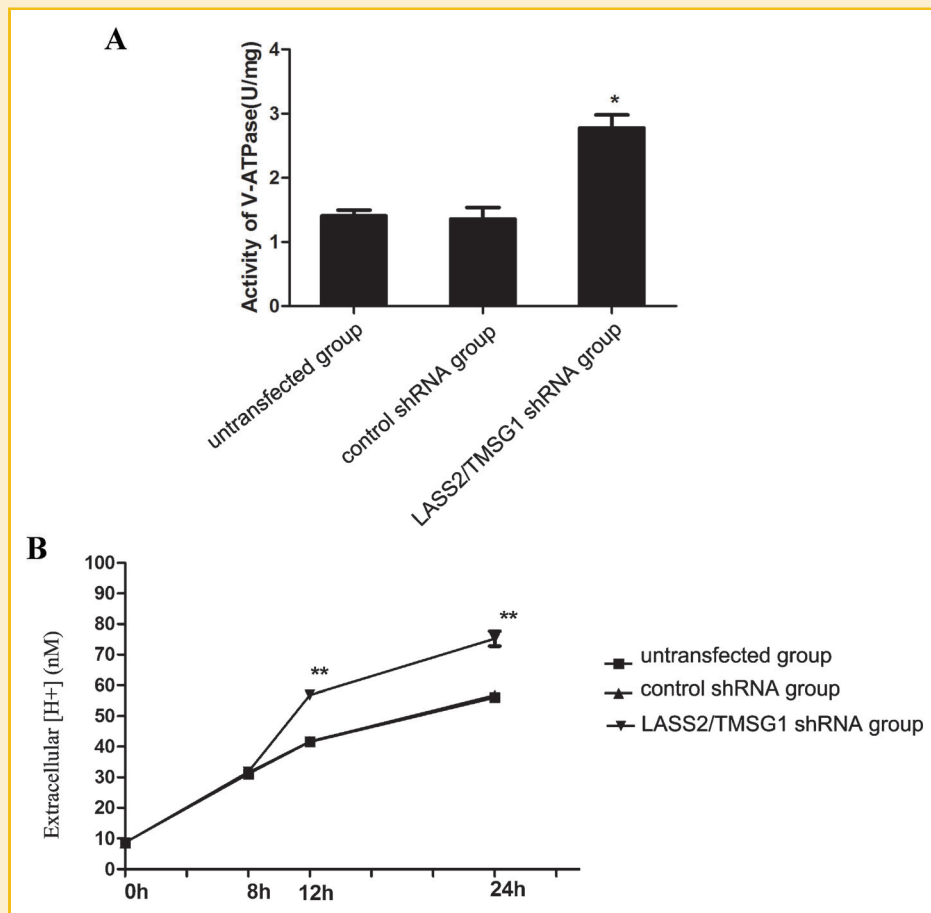 A
Activity of V-ATPase(U/mg)
4
3
2
1
0
*
untransfected group
control shRNA group
LASS2/TMSG1 shRNA group
B
Extracellular [H+] (nM)
100
90
80
70
60
50
40
30
20
10
0
**
**
0h
8h
12h
24h
untransfected group
control shRNA group
LASS2/TMSG1 shRNA group